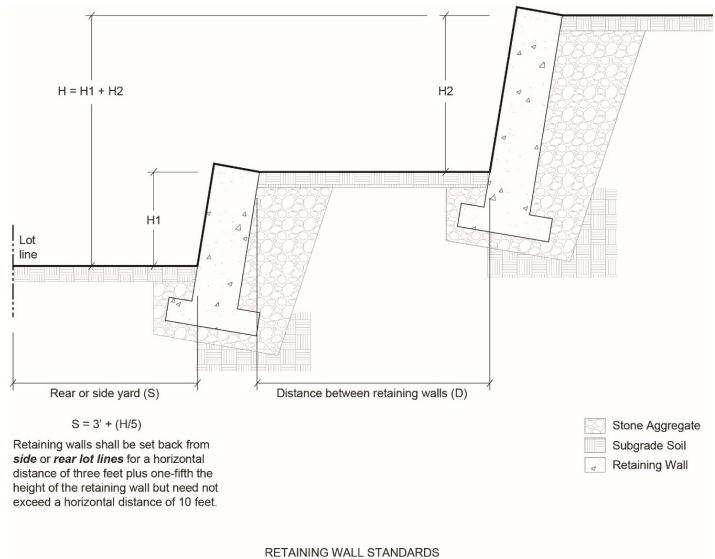 H2
H = H1 + H2
H1
Lot
line
Rear or side yard (S)
Distance between retaining walls (D)
S = 3' + (H/5)
Retaining walls shall be set back from
side or rear lot lines for a horizontal
distance of three feet plus one-fifth the
height of the retaining wall but need not
exceed a horizontal distance of 10 feet.
Stone Aggregate
Subgrade Soil
Retaining Wall
RETAINING WALL STANDARDS